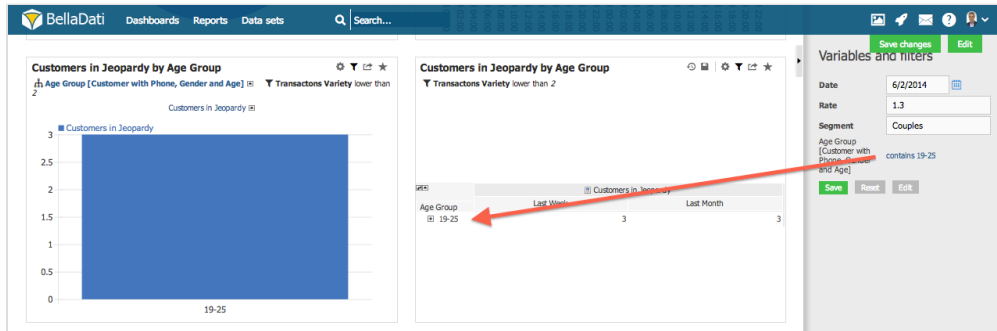 BellaDati Dashboards Reports Data sets Search...
Save changes Edit
Customers in Jeopardy by Age Group
Age Group [Customer with Phone, Gender and Age] Transactons Variety lower than
2
Customers in Jeopardy
Customers in Jeopardy
3
2.5
2
1.5
1
0.5
0
19-25
Customers in Jeopardy by Age Group
Transactons Variety lower than 2
Customers in Jeopardy
Last Week Last Month
Age Group
19-25 3 3
Variables and filters
Date 6/2/2014
Rate 1.3
Segment Couples
Age Group
[Customer with
Phone, Gender
and Age]
contains 19-25
Save Reset Edit